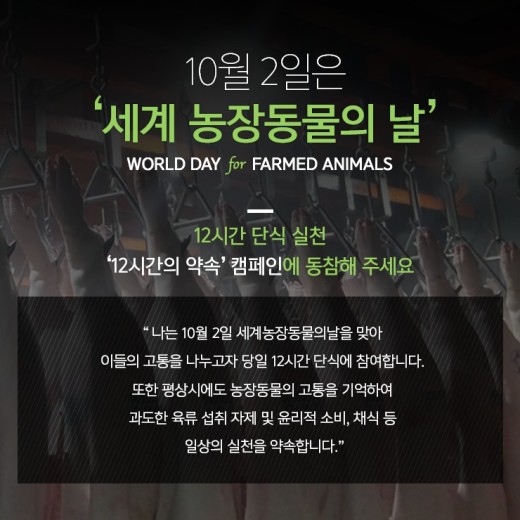 10월 2일은
‘세계 농장동물의 날’
WORLD DAY for FARMED ANIMALS
12시간 단식 실천
‘12시간의 약속’ 캠페인에 동참해 주세요
“ 나는 10월 2일 세계농장동물의날을 맞아
이들의 고통을 나누고자 당일 12시간 단식에 참여합니다.
또한 평상시에도 농장동물의 고통을 기억하여
과도한 육류 섭취 자제 및 윤리적 소비, 채식 등
일상의 실천을 약속합니다.”